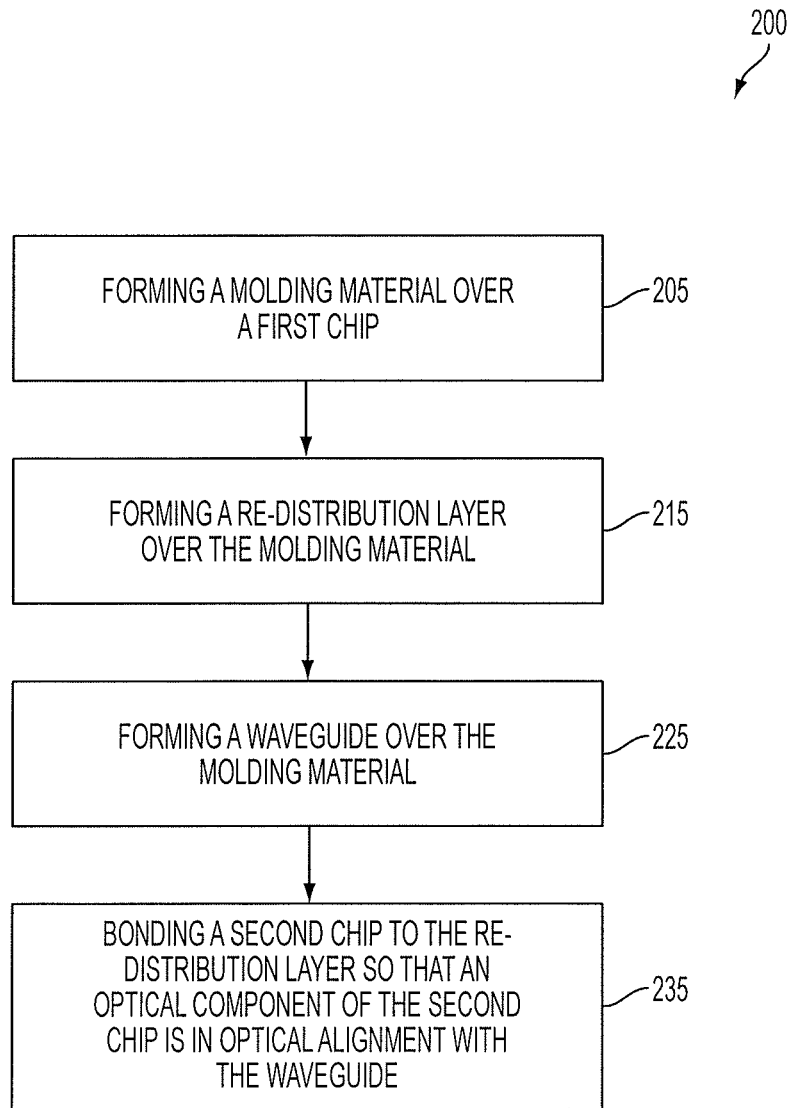 200
FORMING A MOLDING MATERIAL OVER
A FIRST CHIP
205
FORMING A RE-DISTRIBUTION LAYER
OVER THE MOLDING MATERIAL
215
FORMING A WAVEGUIDE OVER THE
MOLDING MATERIAL
225
BONDING A SECOND CHIP TO THE RE-
DISTRIBUTION LAYER SO THAT AN
OPTICAL COMPONENT OF THE SECOND
CHIP IS IN OPTICAL ALIGNMENT WITH
THE WAVEGUIDE
235